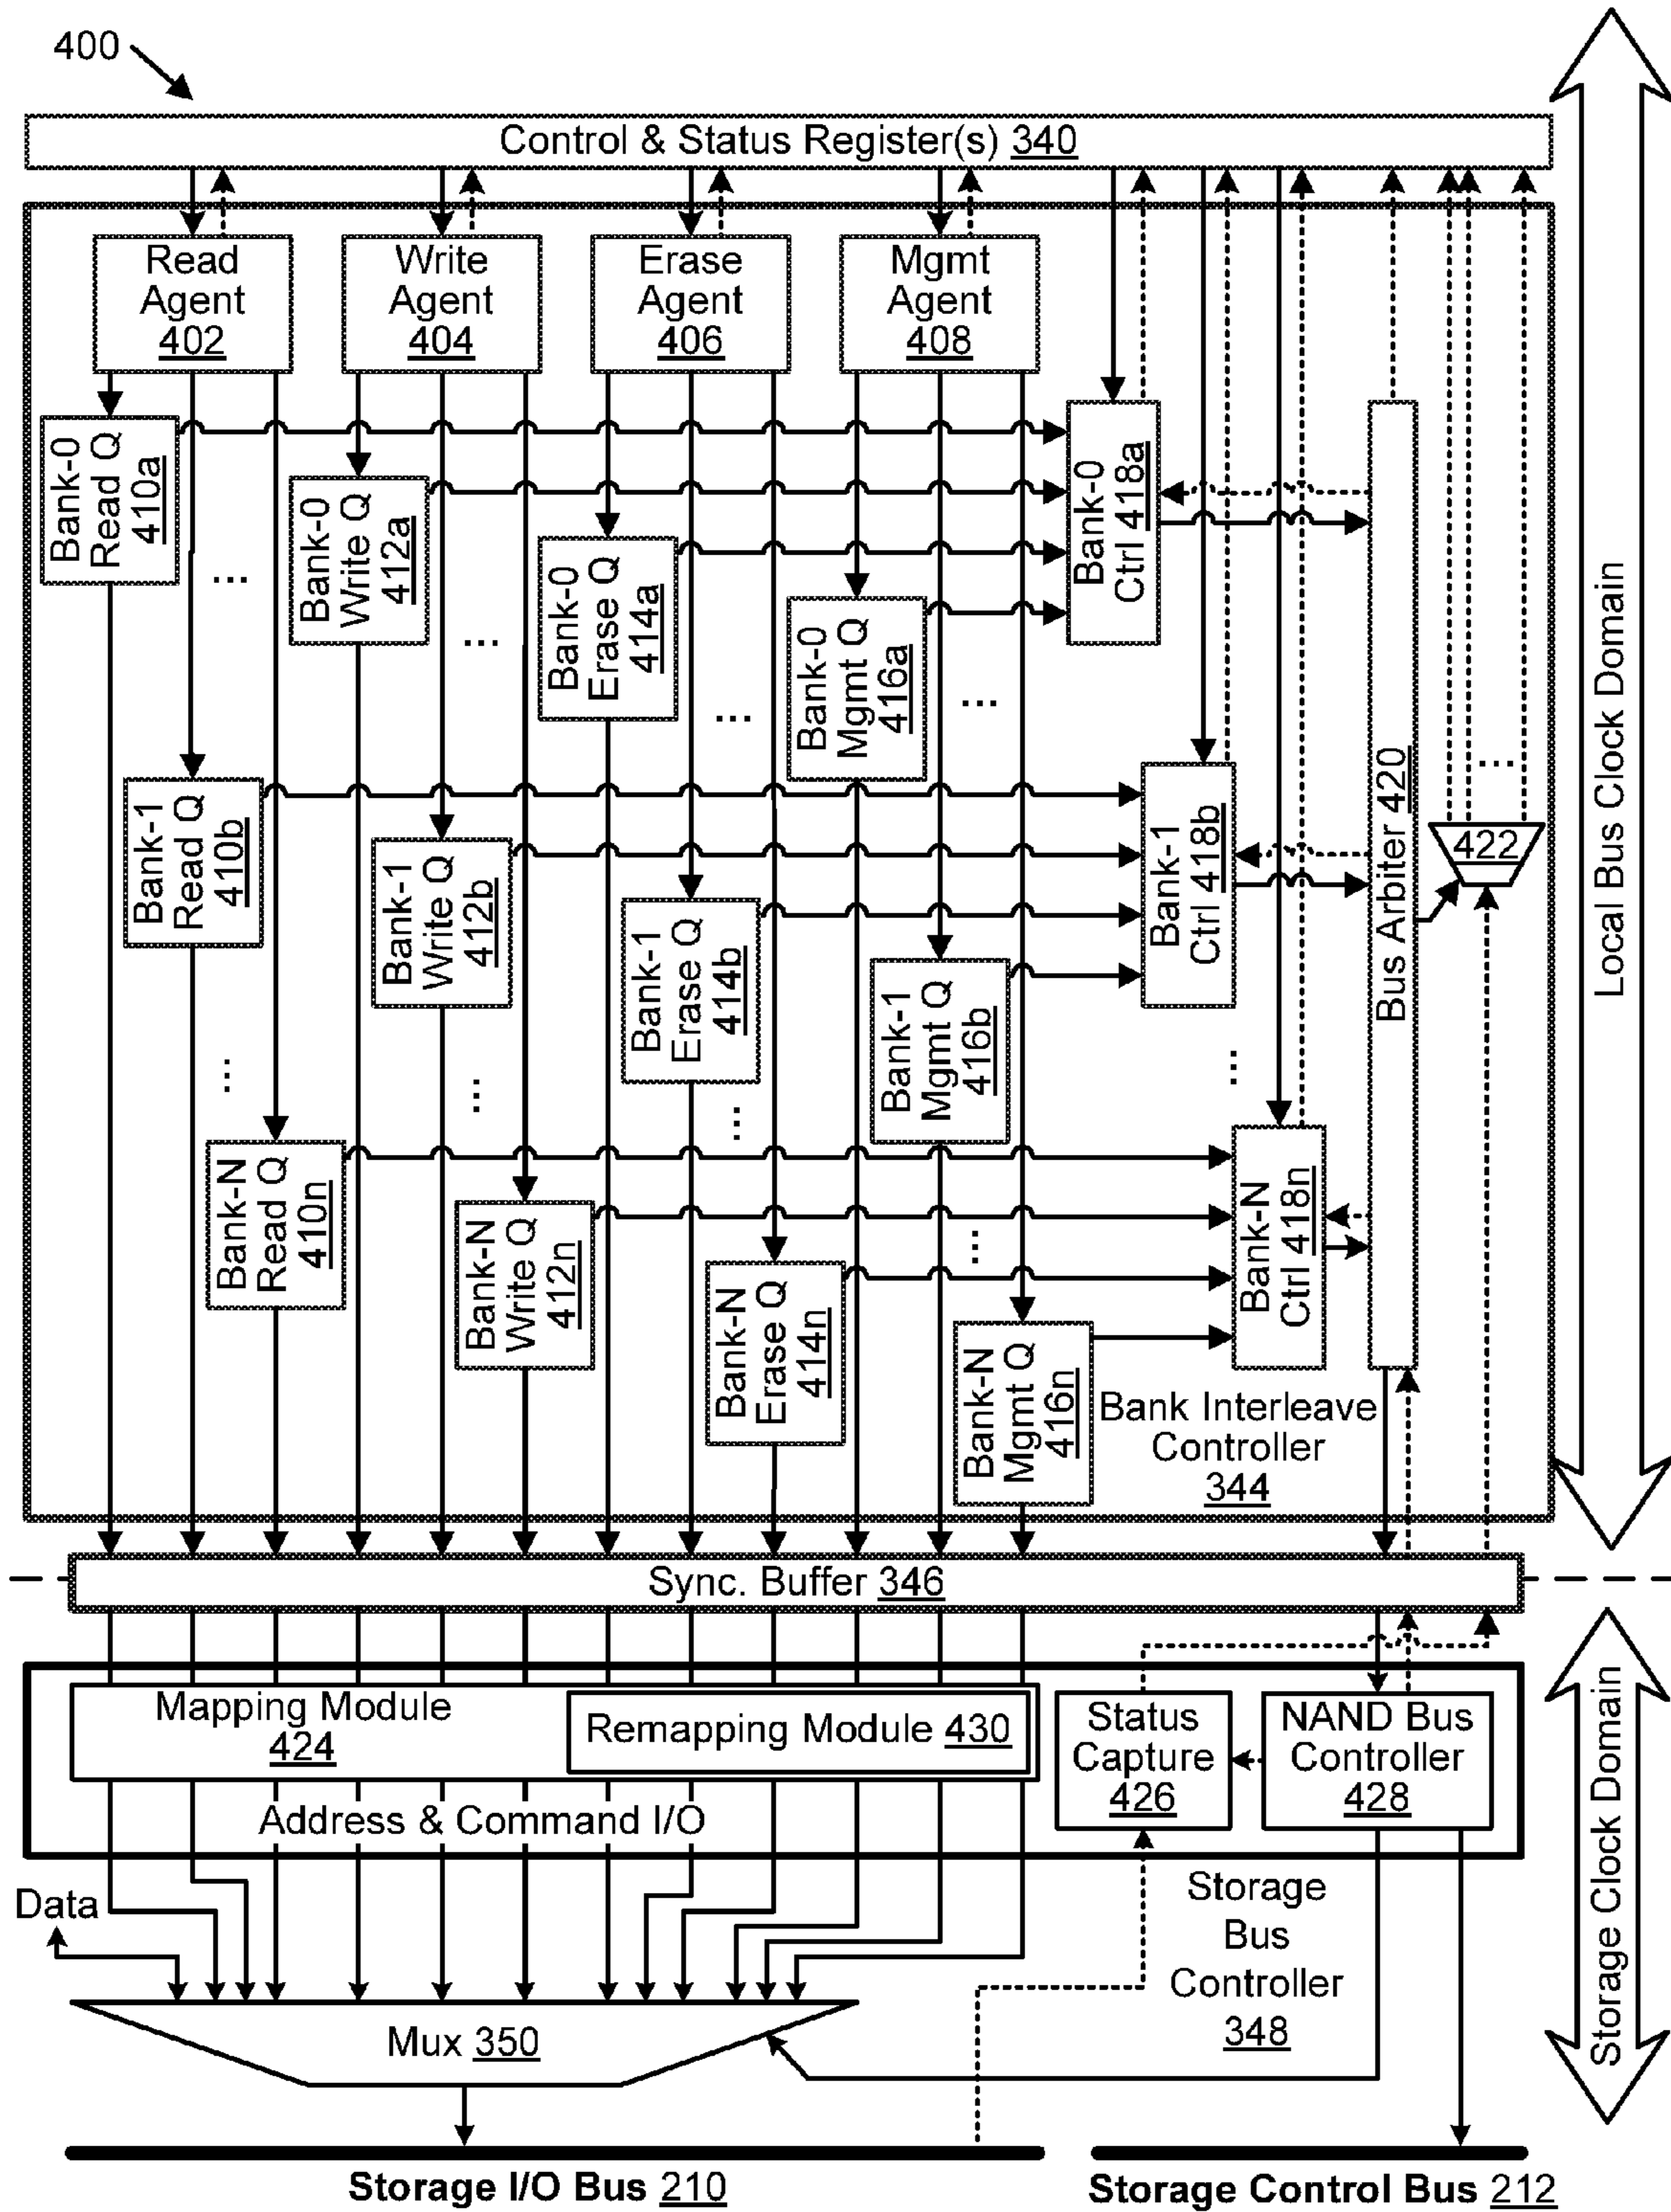 400
Control & Status Register(s) 340
Read
Agent
402
Write
Agent
404
Erase
Agent
406
Mgmt
Agent
408
Bank-0
Read Q
410a
Bank-0
Write Q
412a
Bank-0
Erase Q
414a
Bank-0
Mgmt Q
416a
Bank-0
Ctrl 418a
...
...
...
...
Bank-1
Read Q
410b
Bank-1
Write Q
412b
Bank-1
Erase Q
414b
Bank-1
Mgmt Q
416b
Bank-1
Ctrl 418b
Bus Arbiter 420
...
422
Local Bus Clock Domain
...
...
...
...
...
Bank-N
Read Q
410n
Bank-N
Write Q
412n
Bank-N
Erase Q
414n
Bank-N
Mgmt Q
416n
Bank-N
Ctrl 418n
Bank Interleave
Controller
344
Sync. Buffer 346
Mapping Module
424
Remapping Module 430
Status
Capture
426
NAND Bus
Controller
428
Address & Command I/O
Storage Clock Domain
Data
Storage
Bus
Controller
348
Mux 350
Storage I/O Bus 210
Storage Control Bus 212